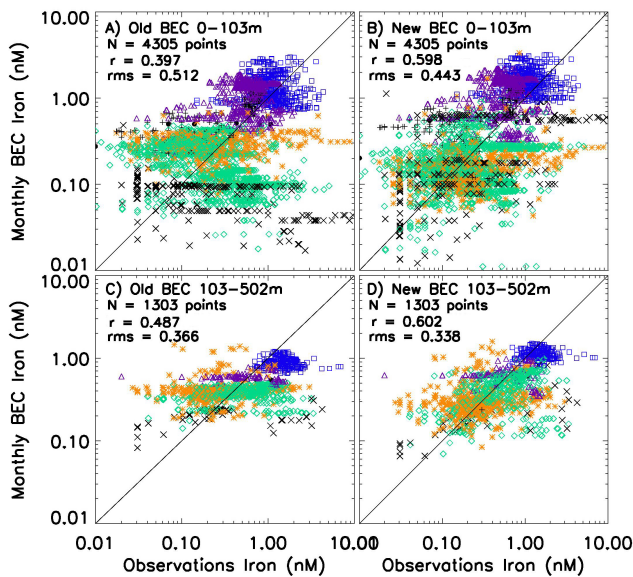 A) Old BEC 0-103m
N = 4305 points
r = 0.397
rms = 0.512
B) New BEC 0-103m
N = 4305 points
r = 0.598
rms = 0.443
10.00
1.00
0.10
0.01
Monthly BEC Iron (nM)
C) Old BEC 103-502m
N = 1303 points
r = 0.487
rms = 0.366
D) New BEC 103-502m
N = 1303 points
r = 0.602
rms = 0.338
10.00
1.00
0.10
0.01
Monthly BEC Iron (nM)
0.01 0.10 1.00 10.00
0.01 0.10 1.00 10.00
Observations Iron (nM)
Observations Iron (nM)